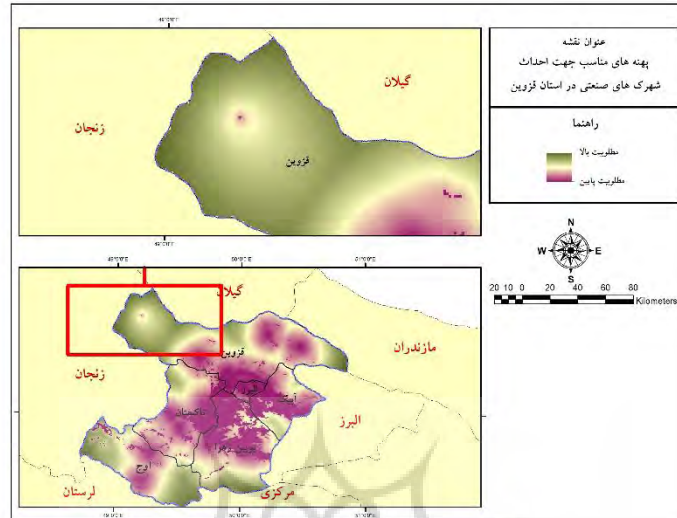 عنوان نقشه
پهنه های مناسب جهت احداث
شهرک های صنعتی در استان قزوین
راهنما
مطلوبیت بالا
مطلوبیت پایین
N
W E
S
20 10 0 20 40 60 80
Kilometers
گیلان
زنجان
قزوین
گیلان
مازندران
قزوین
زنجان
آبیک
البرز
تاکستان
آوج
لرستان
مرکزی